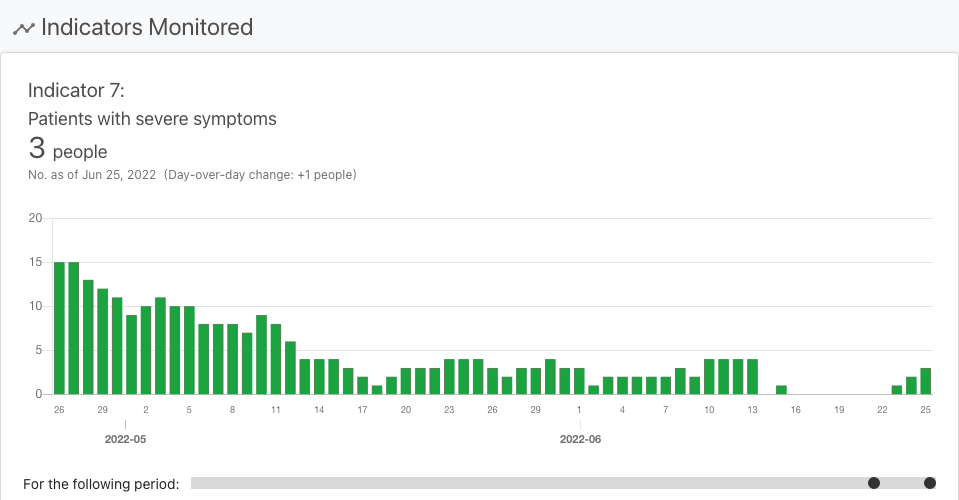 Indicators Monitored
Indicator 7:
Patients with severe symptoms
3 people
No. as of Jun 25, 2022 (Day-over-day change: +1 people)
20
15
10
5
0
26 29 2 5 8 11 14 17 20 23 26 29 1 4 7 10 13 16 19 22 25
2022-05 2022-06
For the following period: